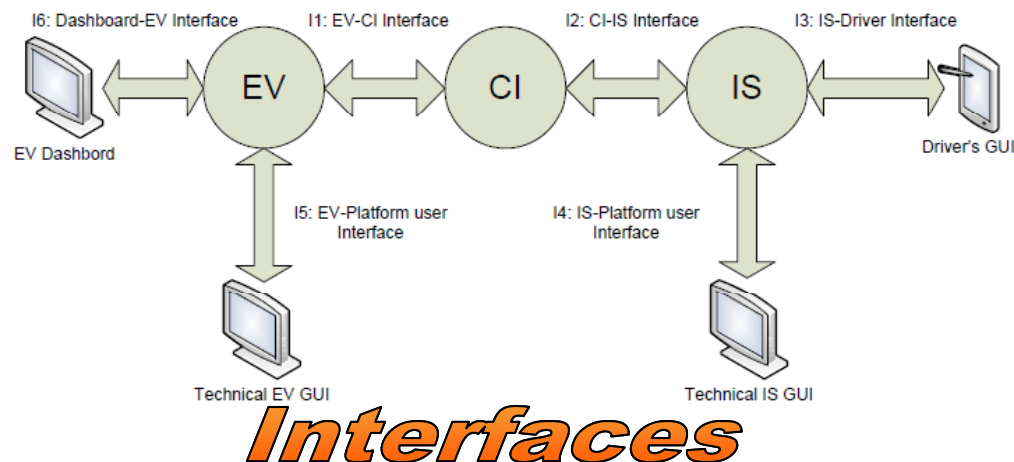 I6: Dashboard-EV Interface
I1: EV-CI Interface
I2: CI-IS Interface
I3: IS-Driver Interface
EV
CI
IS
EV Dashbord
Driver's GUI
I5: EV-Platform user
Interface
I4: IS-Platform user
Interface
Technical EV GUI
Technical IS GUI
Interfaces